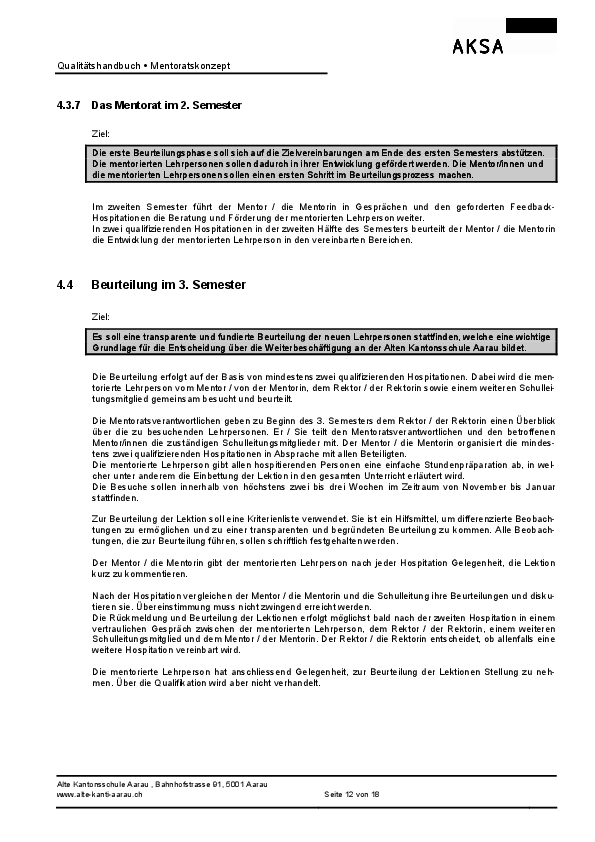 AKSA
Qualitätshandbuch • Mentoratskonzept
4.3.7 Das Mentorat im 2. Semester
Ziel:
Die erste Beurteilungsphase soll sich auf die Zielvereinbarungen am Ende des ersten Semesters abstützen.
Die mentorierten Lehrpersonen sollen dadurch in ihrer Entwicklung gefördert werden. Die Mentor/innen und
die mentorierten Lehrpersonen sollen einen ersten Schritt im Beurteilungsprozess machen.
Im zweiten Semester führt der Mentor / die Mentorin in Gesprächen und den geforderten Feedback-
Hospitationen die Beratung und Förderung der mentorierten Lehrperson weiter.
In zwei qualifizierenden Hospitationen in der zweiten Hälfte des Semesters beurteilt der Mentor / die Mentorin
die Entwicklung der mentorierten Lehrperson in den vereinbarten Bereichen.
4.4 Beurteilung im 3. Semester
Ziel:
Es soll eine transparente und fundierte Beurteilung der neuen Lehrpersonen stattfinden, welche eine wichtige
Grundlage für die Entscheidung über die Weiterbeschäftigung an der Alten Kantonsschule Aarau bildet.
Die Beurteilung erfolgt auf der Basis von mindestens zwei qualifizierenden Hospitationen. Dabei wird die men-
torierte Lehrperson vom Mentor / von der Mentorin, dem Rektor / der Rektorin sowie einem weiteren Schullei-
tungsmitglied gemeinsam besucht und beurteilt.
Die Mentoratsverantwortlichen geben zu Beginn des 3. Semesters dem Rektor / der Rektorin einen Überblick
über die zu besuchenden Lehrpersonen. Er / Sie teilt den Mentoratsverantwortlichen und den betroffenen
Mentor/innen die zuständigen Schulleitungsmitglieder mit. Der Mentor / die Mentorin organisiert die mindes-
tens zwei qualifizierenden Hospitationen in Absprache mit allen Beteiligten.
Die mentorierte Lehrperson gibt allen hospitierenden Personen eine einfache Stundenpräparation ab, in wel-
cher unter anderem die Einbettung der Lektion in den gesamten Unterricht erläutert wird.
Die Besuche sollen innerhalb von höchstens zwei bis drei Wochen im Zeitraum von November bis Januar
stattfinden.
Zur Beurteilung der Lektion soll eine Kriterienliste verwendet. Sie ist ein Hilfsmittel, um differenzierte Beobach-
tungen zu ermöglichen und zu einer transparenten und begründeten Beurteilung zu kommen. Alle Beobach-
tungen, die zur Beurteilung führen, sollen schriftlich festgehalten werden.
Der Mentor / die Mentorin gibt der mentorierten Lehrperson nach jeder Hospitation Gelegenheit, die Lektion
kurz zu kommentieren.
Nach der Hospitation vergleichen der Mentor / die Mentorin und die Schulleitung ihre Beurteilungen und disku-
tieren sie. Übereinstimmung muss nicht zwingend erreicht werden.
Die Rückmeldung und Beurteilung der Lektionen erfolgt möglichst bald nach der zweiten Hospitation in einem
vertraulichen Gespräch zwischen der mentorierten Lehrperson, dem Rektor / der Rektorin, einem weiteren
Schulleitungsmitglied und dem Mentor / der Mentorin. Der Rektor / die Rektorin entscheidet, ob allenfalls eine
weitere Hospitation vereinbart wird.
Die mentorierte Lehrperson hat anschliessend Gelegenheit, zur Beurteilung der Lektionen Stellung zu neh-
men. Über die Qualifikation wird aber nicht verhandelt.
Alte Kantonsschule Aarau , Bahnhofstrasse 91, 5001 Aarau
www.alte-kanti-aarau.ch Seite 12 von 18